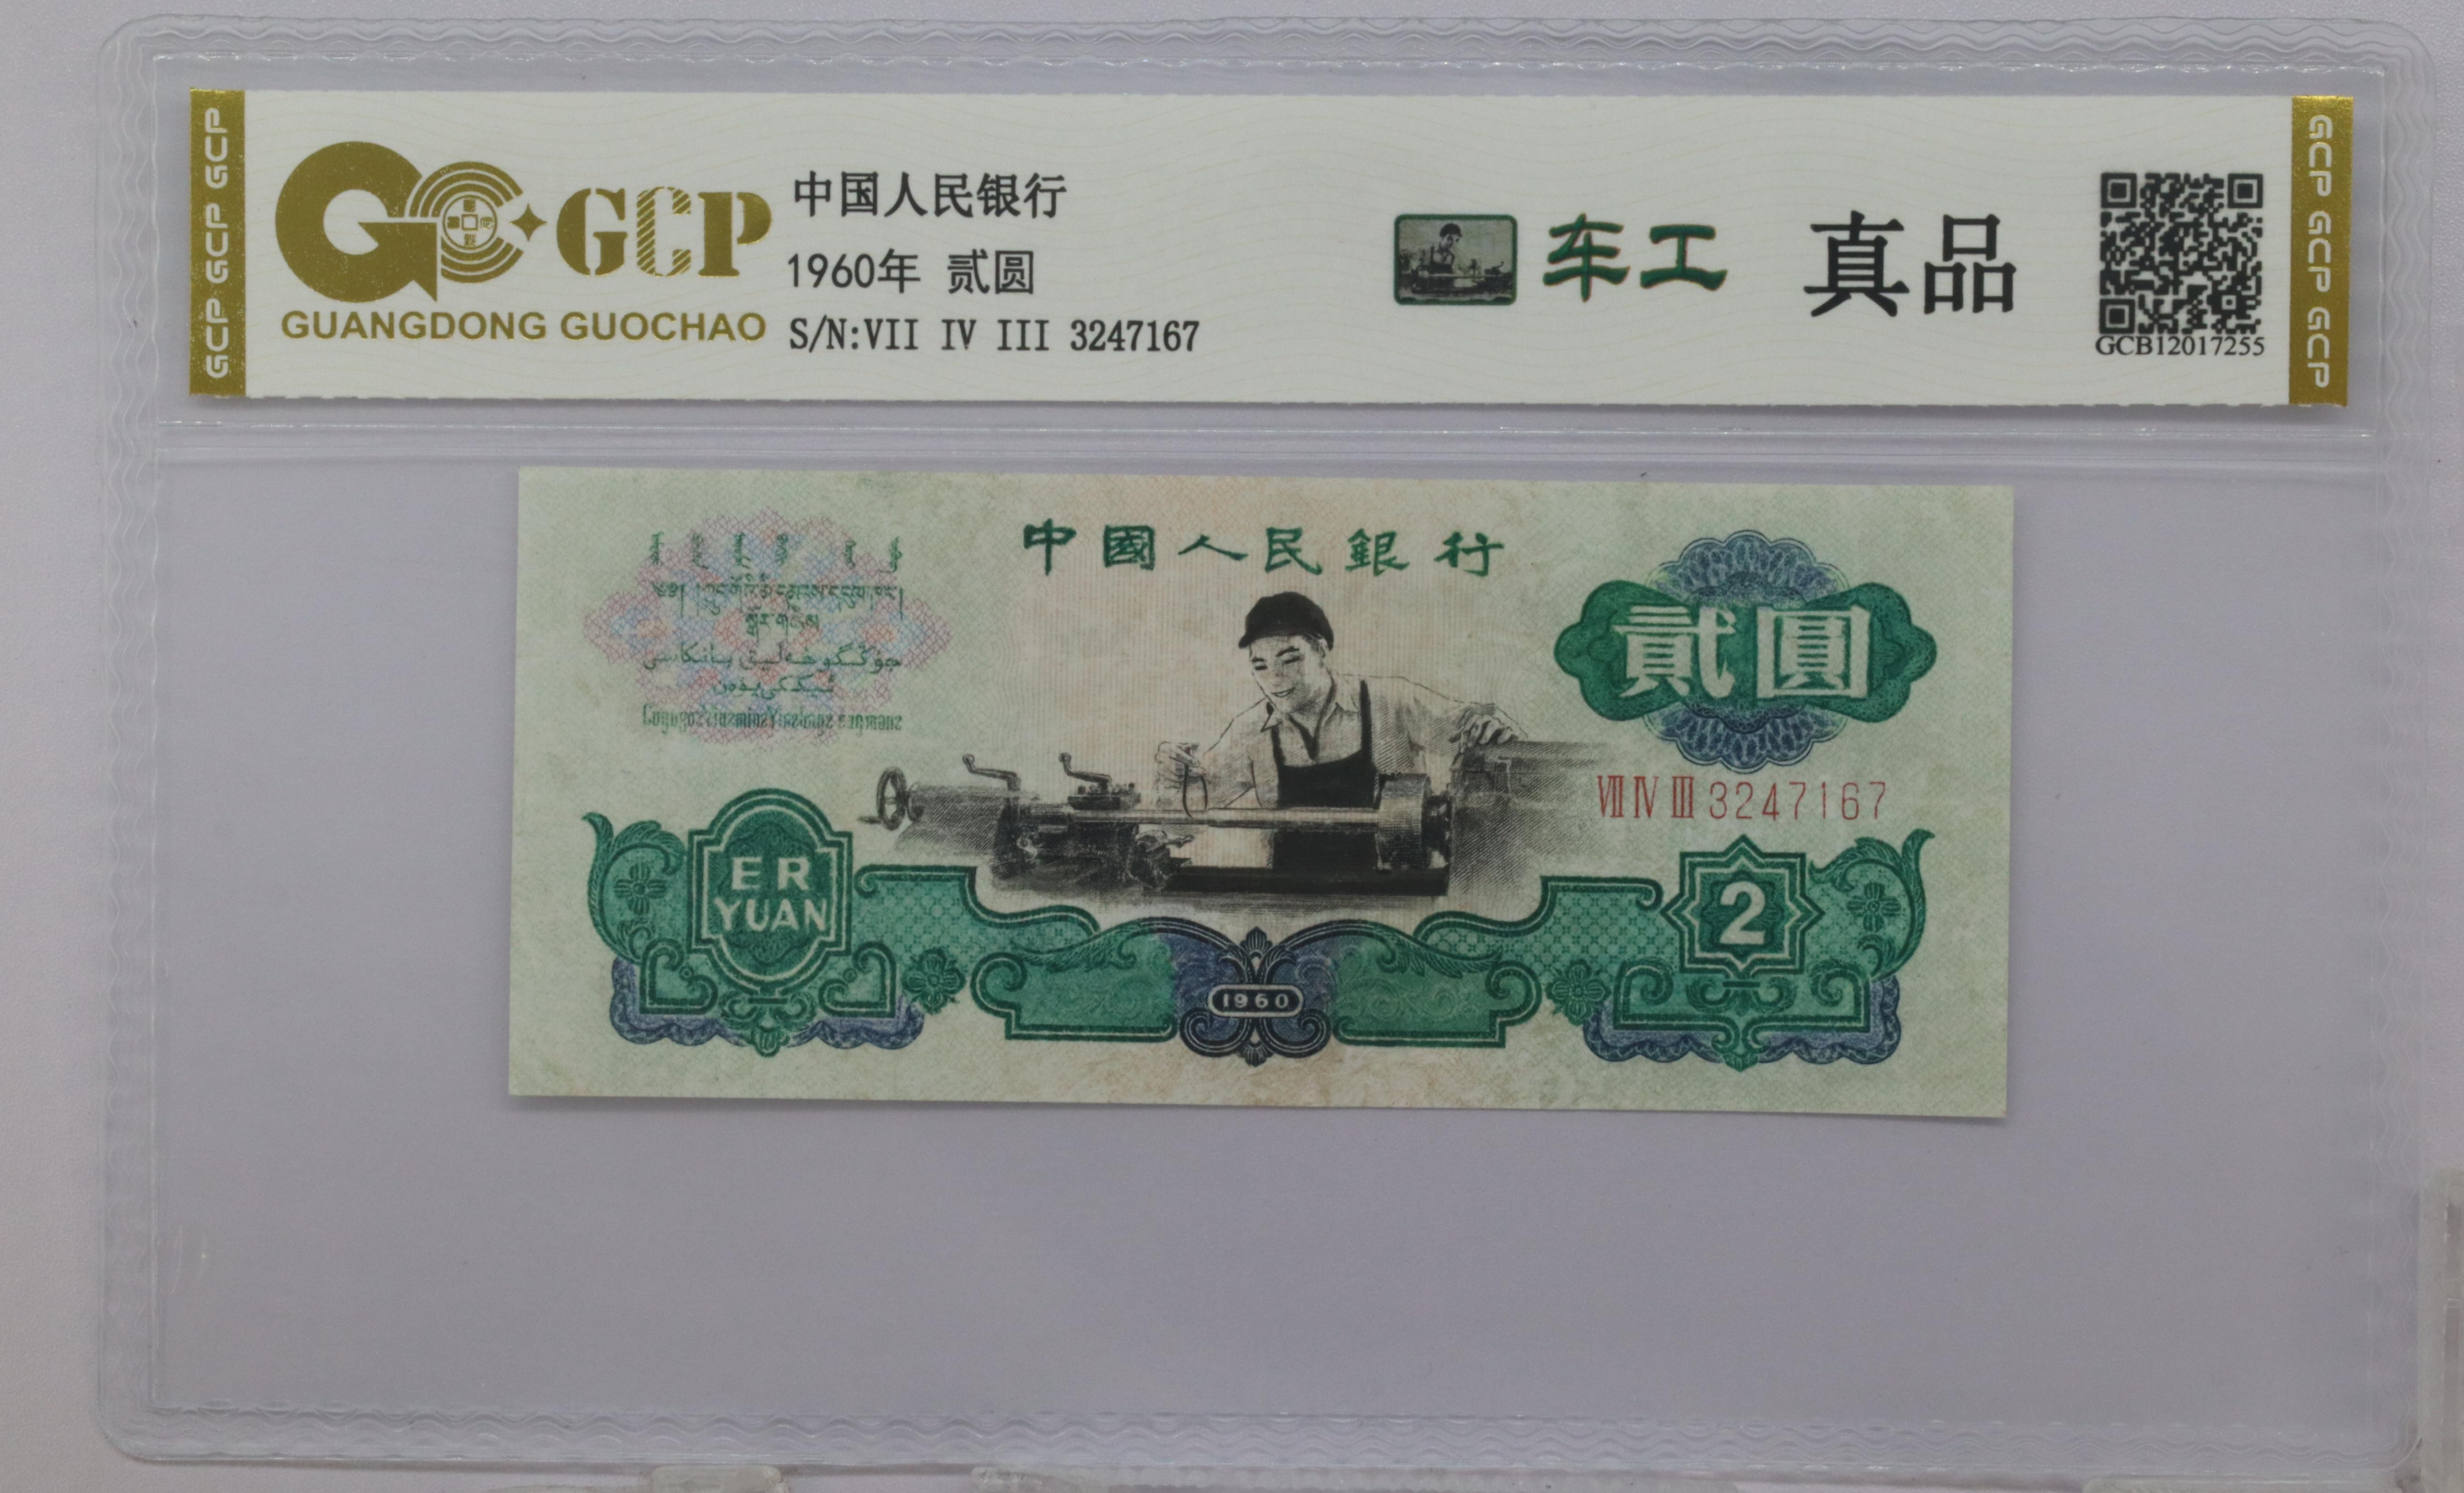 GCP GCP GCP
GCP
GUANGDONG GUOCHAO
中国人民银行
1960年 贰圆
S/N:VII IV III 3247167
车工
真品
GCB12017255
GCP GCP GCP
中國人民銀行
貳圓
VII IV III 3247167
ER
YUAN
2
1960